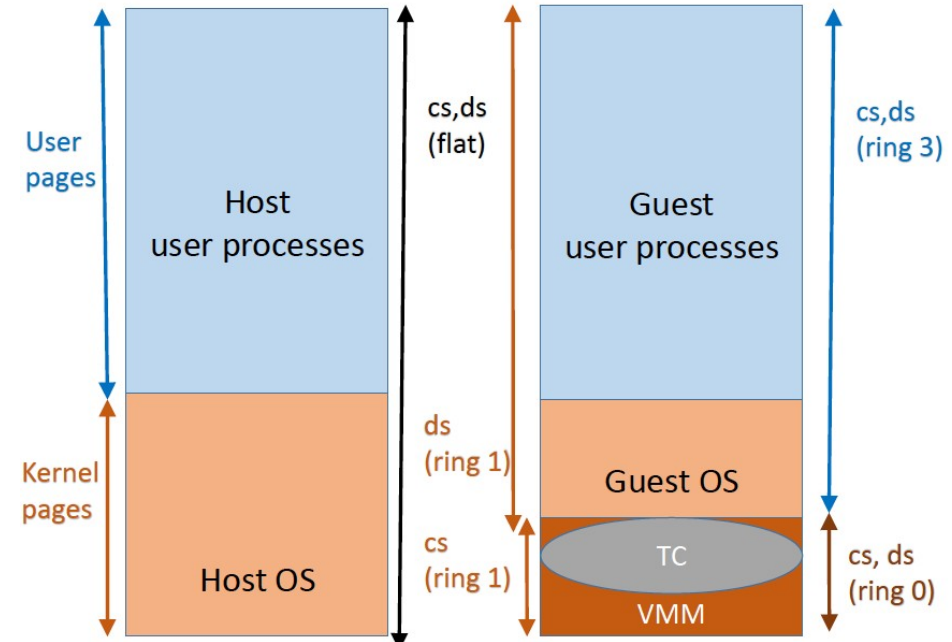 User
pages
Host
user processes
Kernel
pages
Host OS
cs,ds
(flat)
ds
(ring 1)
cs
(ring 1)
Guest
user processes
Guest OS
TC
VMM
cs,ds
(ring 3)
cs, ds
(ring 0)